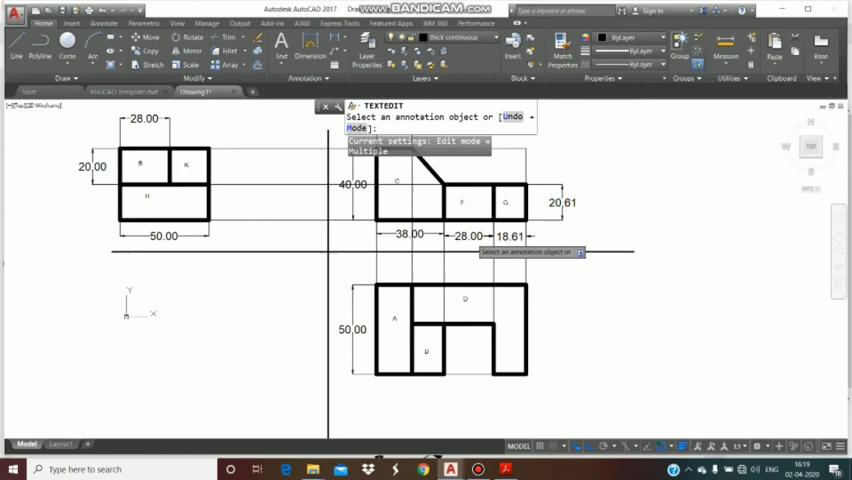 Autodesk AutoCAD 2017
www.BANDICAM.com
Type a keyword or phrase
Sign In
Home Insert Annotate Parametric View Manage Output Add-ins A360 Express Tools Featured Apps BIM 360 Performance
Line Polyline Circle Arc
Move Rotate Trim
Copy Mirror Fillet
Stretch Scale Array
Text Dimension
Layer Properties
thick continuous
Insert
Match Properties
ByLayer
ByLayer
ByLayer
Group
Measure
Paste
Base
Draw Modify Layers Block Properties Groups Utilities Clipboard
Start
Drawing1*
[-][Top][2D Wireframe]
TEXTEDIT
Select an annotation object or [Undo
Mode]:
Current settings: Edit mode =
Multiple
28.00
20.00
B
K
H
50.00
40.00
C
F
G
20.61
38.00
28.00
18.61
Select an annotation object or
TOP
W
E
S
WCS
Y
X
50.00
A
D
D
Model Layout1
MODEL
1:1
Type here to search
ENG
16:19
02-04-2020